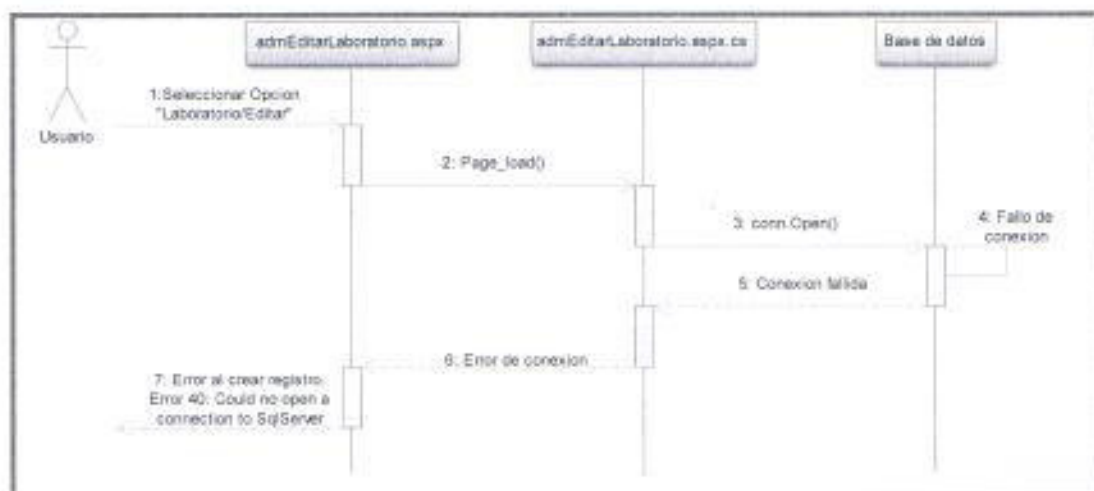 admEditarLaboratorio.aspx
admEditarLaboratorio.aspx.cs
Base de datos
Usuario
1:Seleccionar Opcion
"Laboratorio/Editar"
2: Page_load()
3: conn.Open()
4: Fallo de
conexion
5: Conexion fallida
6: Error de conexion
7: Error al crear registro.
Error 40: Could no open a
connection to SqlServer